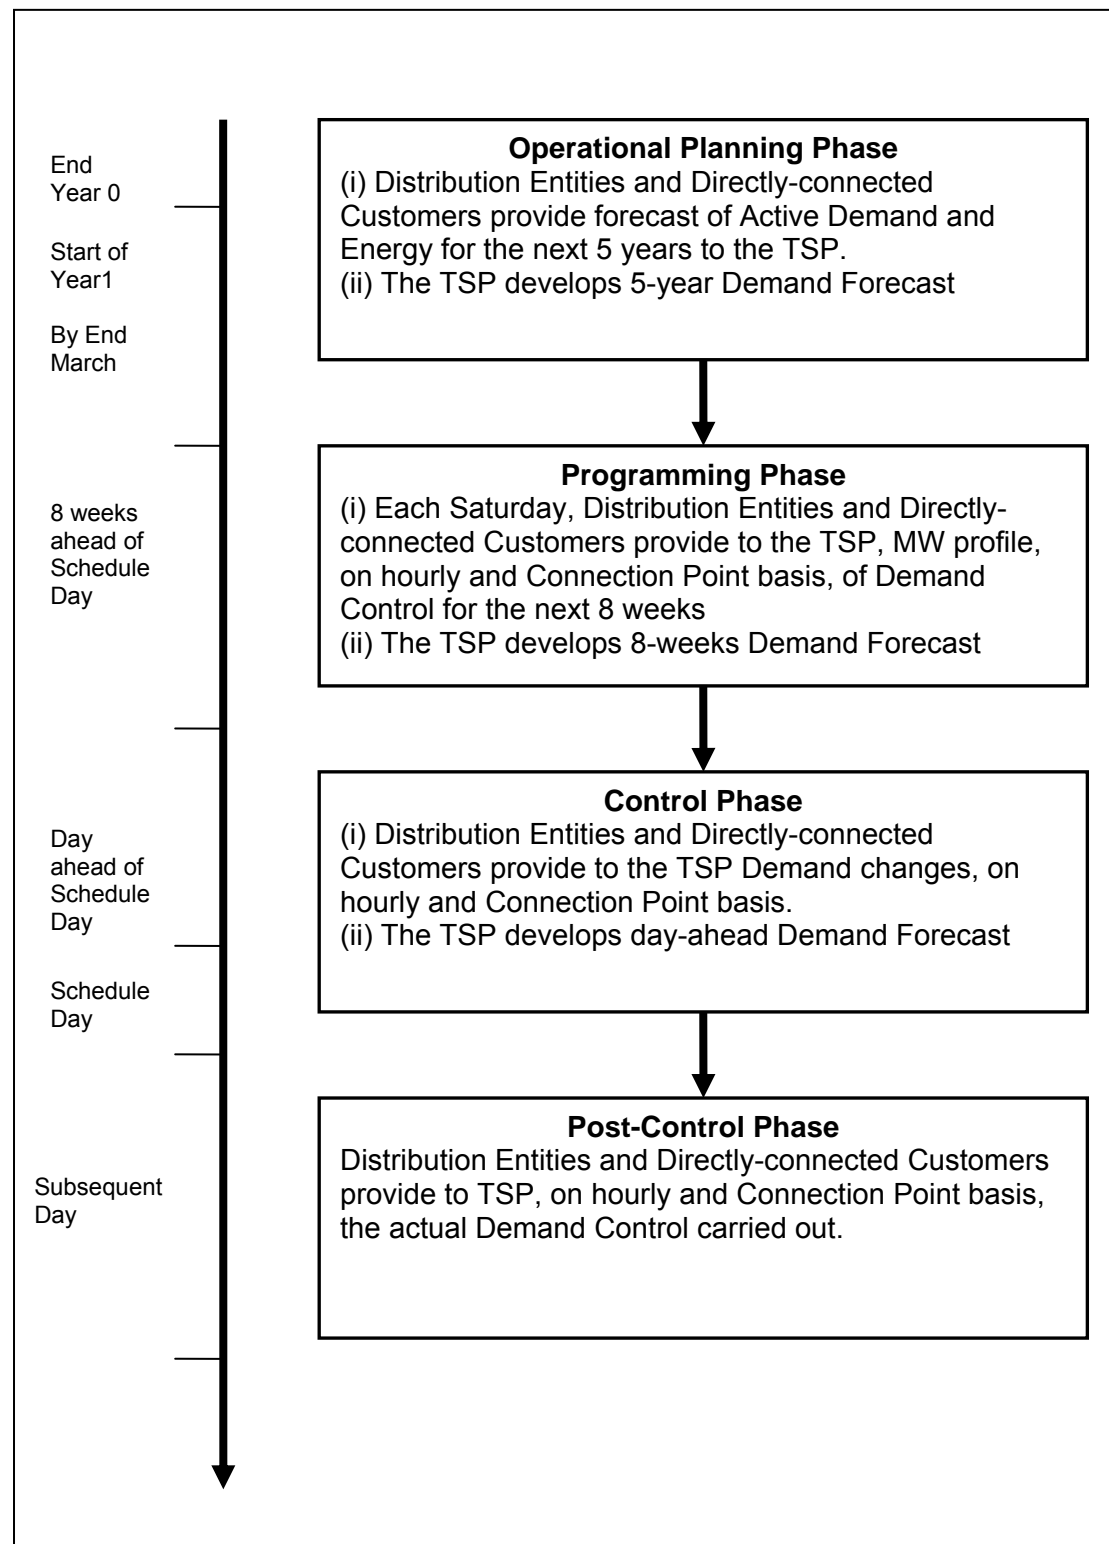 End
Year 0
Start of
Year1
By End
March
Operational Planning Phase
(i) Distribution Entities and Directly-connected
Customers provide forecast of Active Demand and
Energy for the next 5 years to the TSP.
(ii) The TSP develops 5-year Demand Forecast
8 weeks
ahead of
Schedule
Day
Programming Phase
(i) Each Saturday, Distribution Entities and Directly-
connected Customers provide to the TSP, MW profile,
on hourly and Connection Point basis, of Demand
Control for the next 8 weeks
(ii) The TSP develops 8-weeks Demand Forecast
Day
ahead of
Schedule
Day
Schedule
Day
Control Phase
(i) Distribution Entities and Directly-connected
Customers provide to the TSP Demand changes, on
hourly and Connection Point basis.
(ii) The TSP develops day-ahead Demand Forecast
Subsequent
Day
Post-Control Phase
Distribution Entities and Directly-connected Customers
provide to TSP, on hourly and Connection Point basis,
the actual Demand Control carried out.